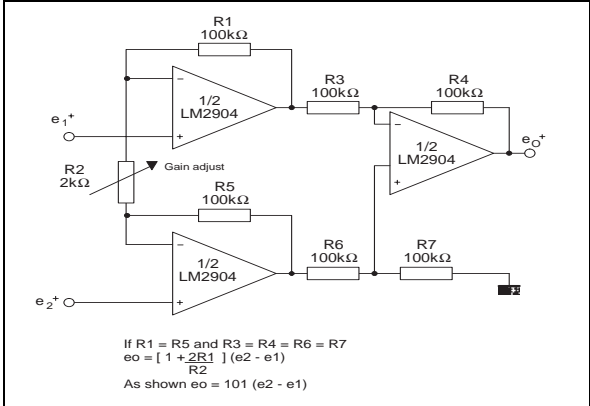 R1
100kΩ
R3
100kΩ
R4
100kΩ
1/2
LM2904
e1+
1/2
LM2904
eO+
R2
2kΩ
Gain adjust
R5
100kΩ
R6
100kΩ
R7
100kΩ
1/2
LM2904
e2+
If R1 = R5 and R3 = R4 = R6 = R7
eo = [ 1 + 2R1/R2 ] (e2 - e1)
As shown eo = 101 (e2 - e1)